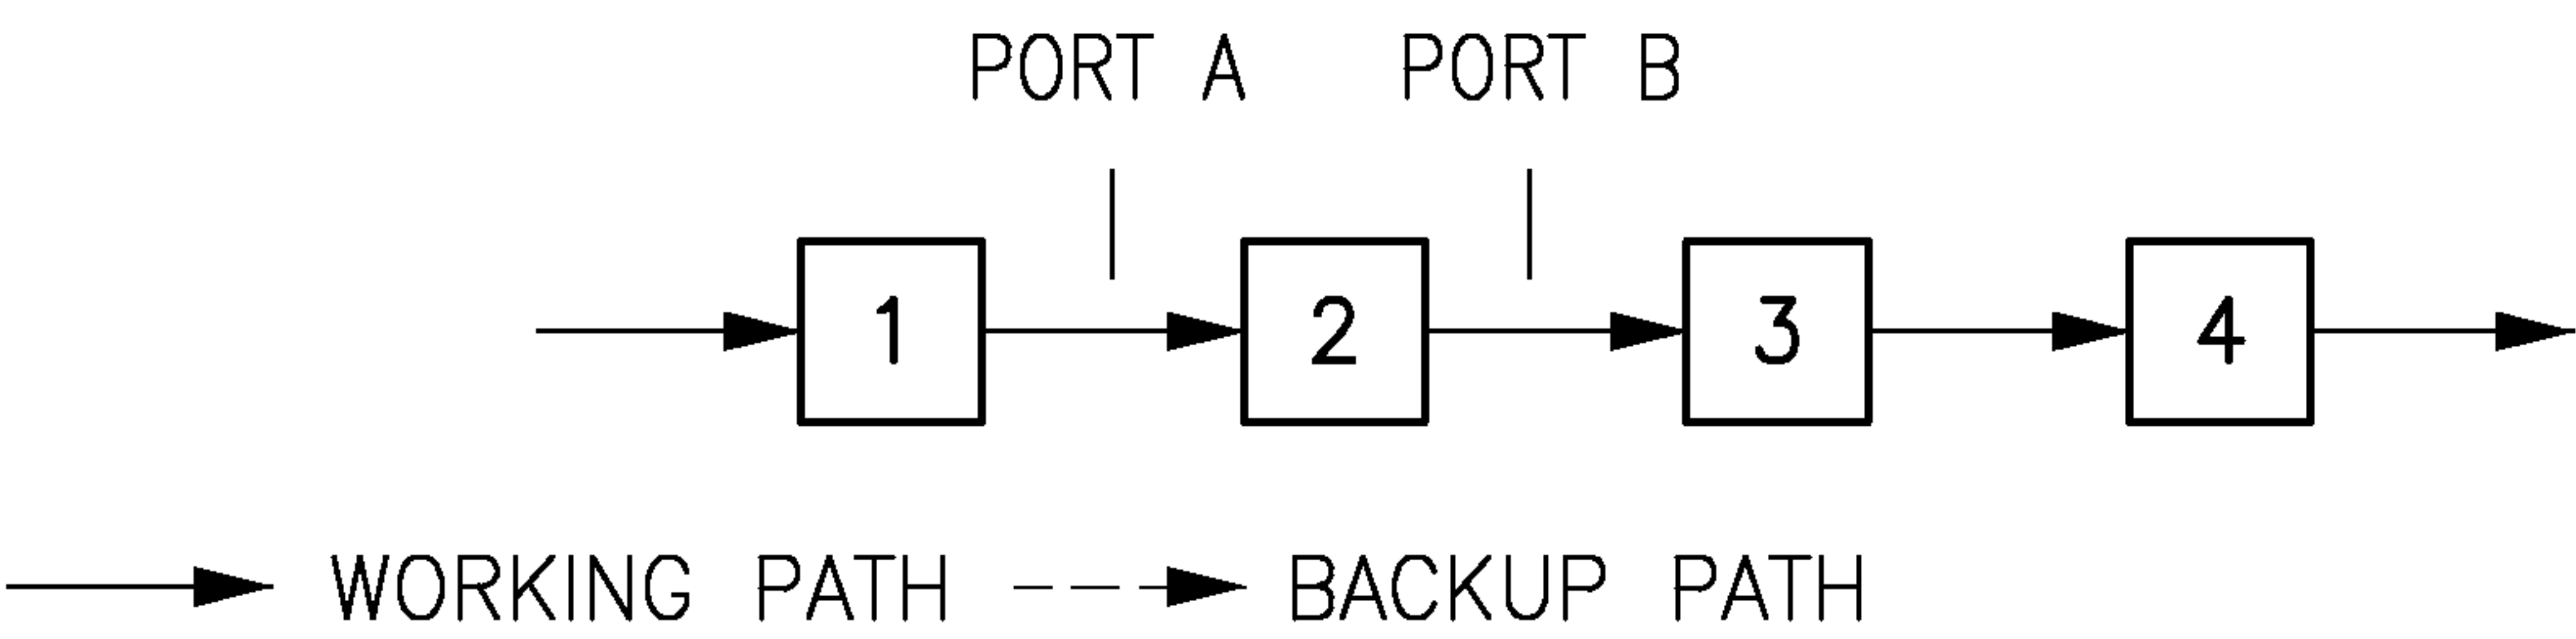 PORT A PORT B
1 2 3 4
WORKING PATH BACKUP PATH